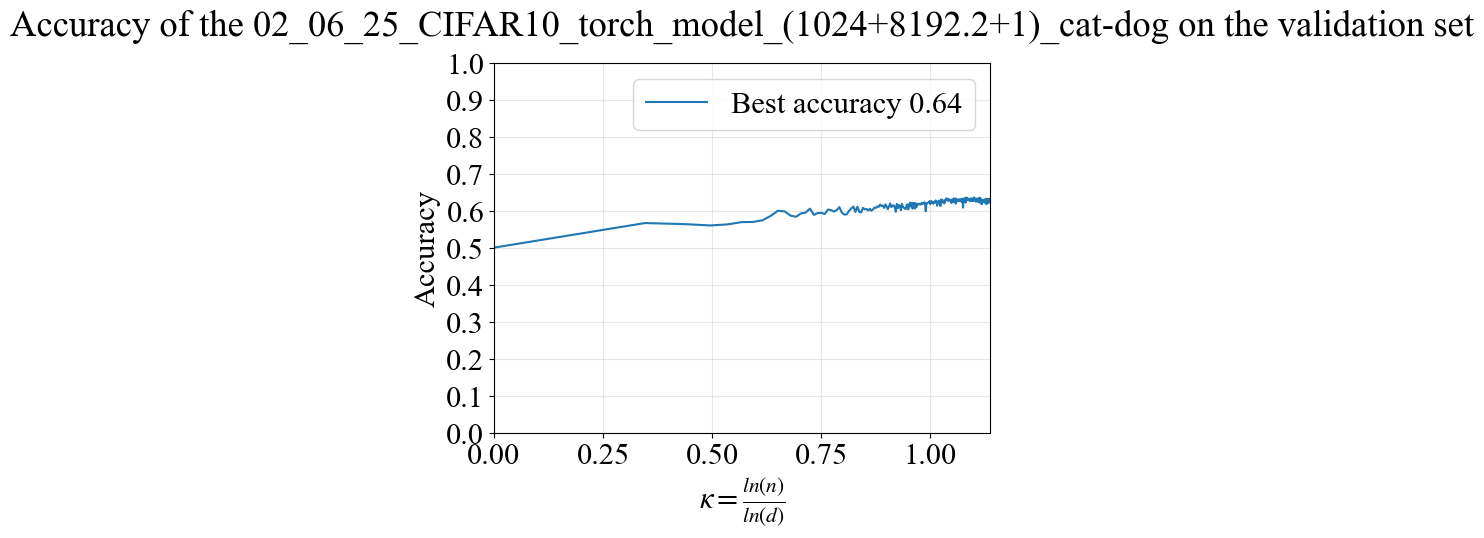 Accuracy of the 02_06_25_CIFAR10_torch_model_(1024+8192.2+1)_cat-dog on the validation set
Best accuracy 0.64
Accuracy
1.0
0.9
0.8
0.7
0.6
0.5
0.4
0.3
0.2
0.1
0.0
0.00 0.25 0.50 0.75 1.00
κ = ln(n)/ln(d)